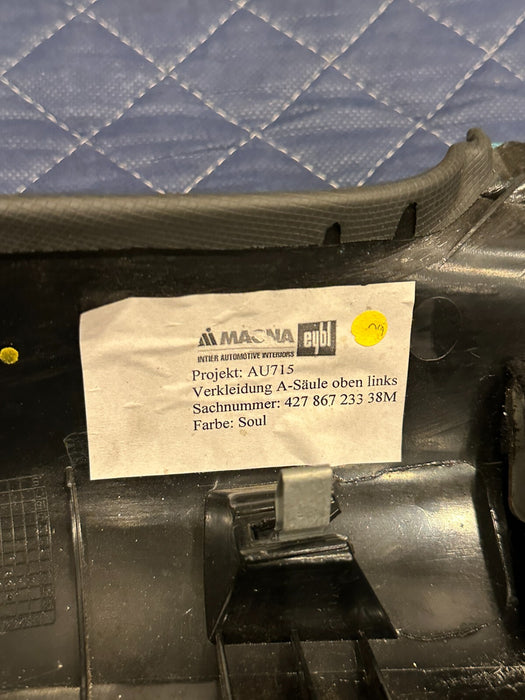 MAGNA eybl
INTIER AUTOMOTIVE INTERIORS
Projekt: AU715
Verkleidung A-Säule oben links
Sachnummer: 427 867 233 38M
Farbe: Soul